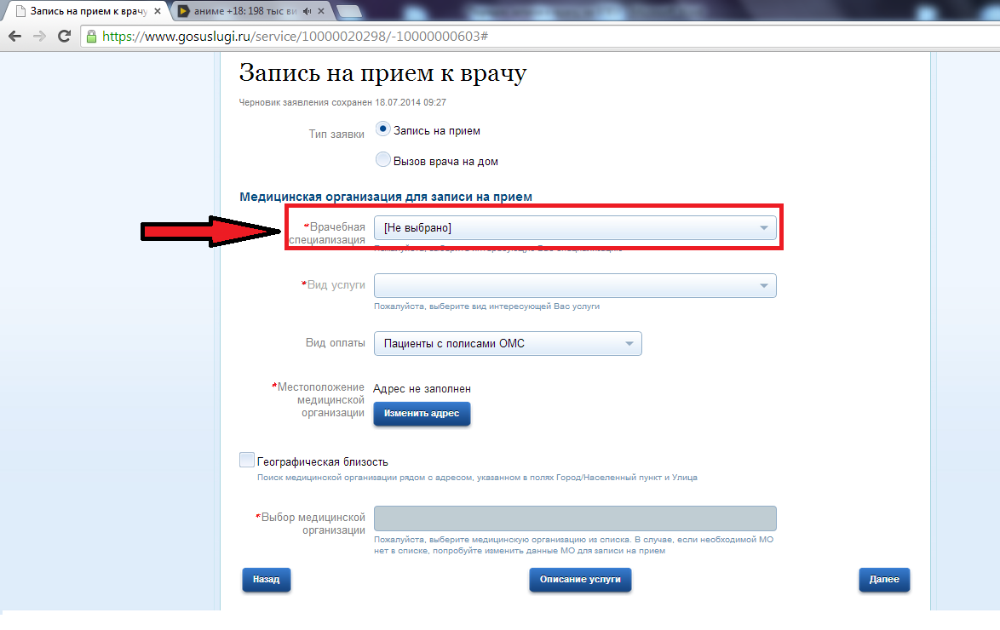 Запись на прием к врачу
аниме +18: 198 тыс ви
https://www.gosuslugi.ru/service/10000020298/-10000000603#
Запись на прием к врачу
Черновик заявления сохранен 18.07.2014 09:27
Тип заявки
Запись на прием
Вызов врача на дом
Медицинская организация для записи на прием
*Врачебная
специализация
[Не выбрано]
Пожалуйста, выберите интересующую Вас специализацию
*Вид услуги
Пожалуйста, выберите вид интересующей Вас услуги
Вид оплаты
Пациенты с полисами ОМС
*Местоположение
медицинской
организации
Адрес не заполнен
Изменить адрес
Географическая близость
Поиск медицинской организации рядом с адресом, указанном в полях Город/Населенный пункт и Улица
*Выбор медицинской
организации
Пожалуйста, выберите медицинскую организацию из списка. В случае, если необходимой МО
нет в списке, попробуйте изменить данные МО для записи на прием
Назад
Описание услуги
Далее